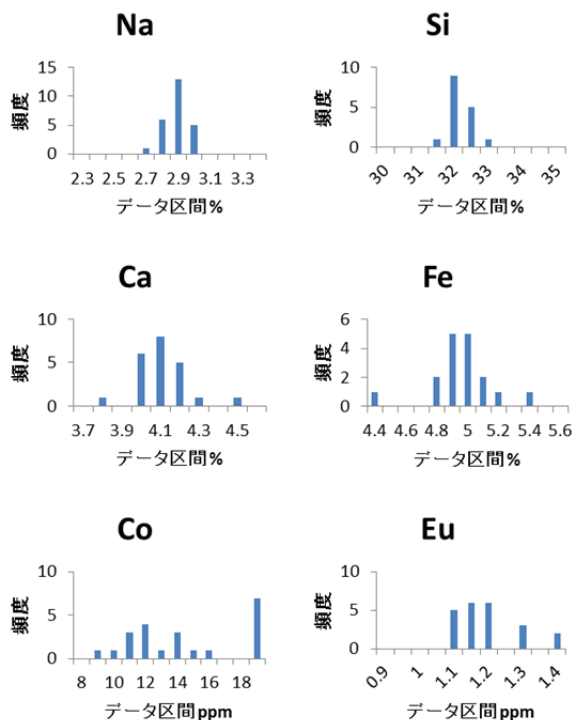 Na
15
10
5
0
頻度
2.3 2.5 2.7 2.9 3.1 3.3
データ区間%
Si
10
5
0
頻度
30 31 32 33 34 35
データ区間%
Ca
10
5
0
頻度
3.7 3.9 4.1 4.3 4.5
データ区間%
Fe
6
4
2
0
頻度
4.4 4.6 4.8 5 5.2 5.4 5.6
データ区間%
Co
10
5
0
頻度
8 10 12 14 16 18
データ区間ppm
Eu
10
5
0
頻度
0.9 1 1.1 1.2 1.3 1.4
データ区間ppm